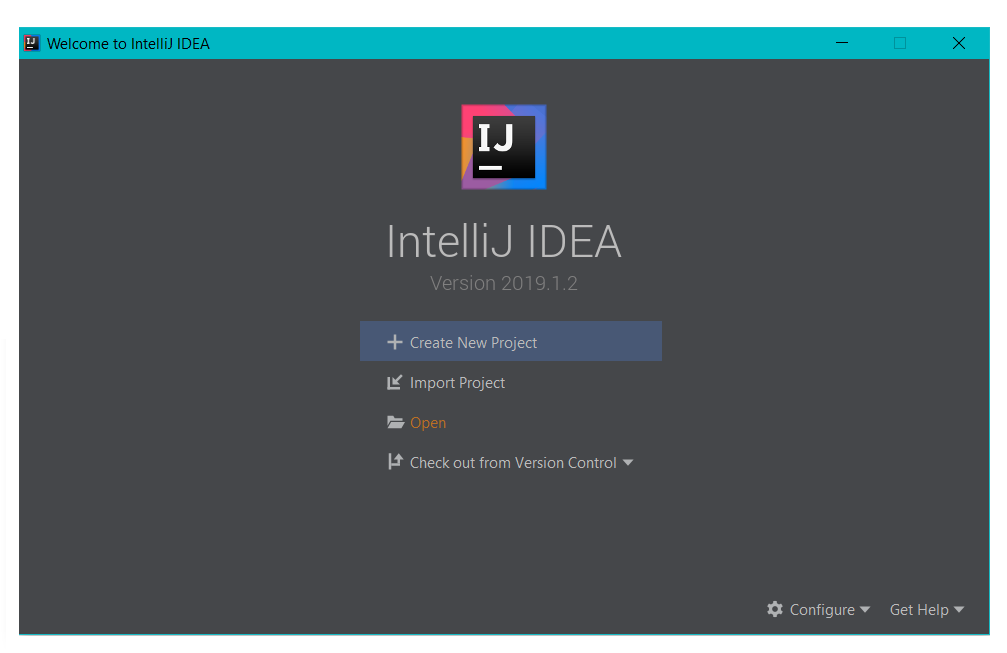 IJ Welcome to IntelliJ IDEA
IJ
IntelliJ IDEA
Version 2019.1.2
Create New Project
Import Project
Open
Check out from Version Control
Configure Get Help